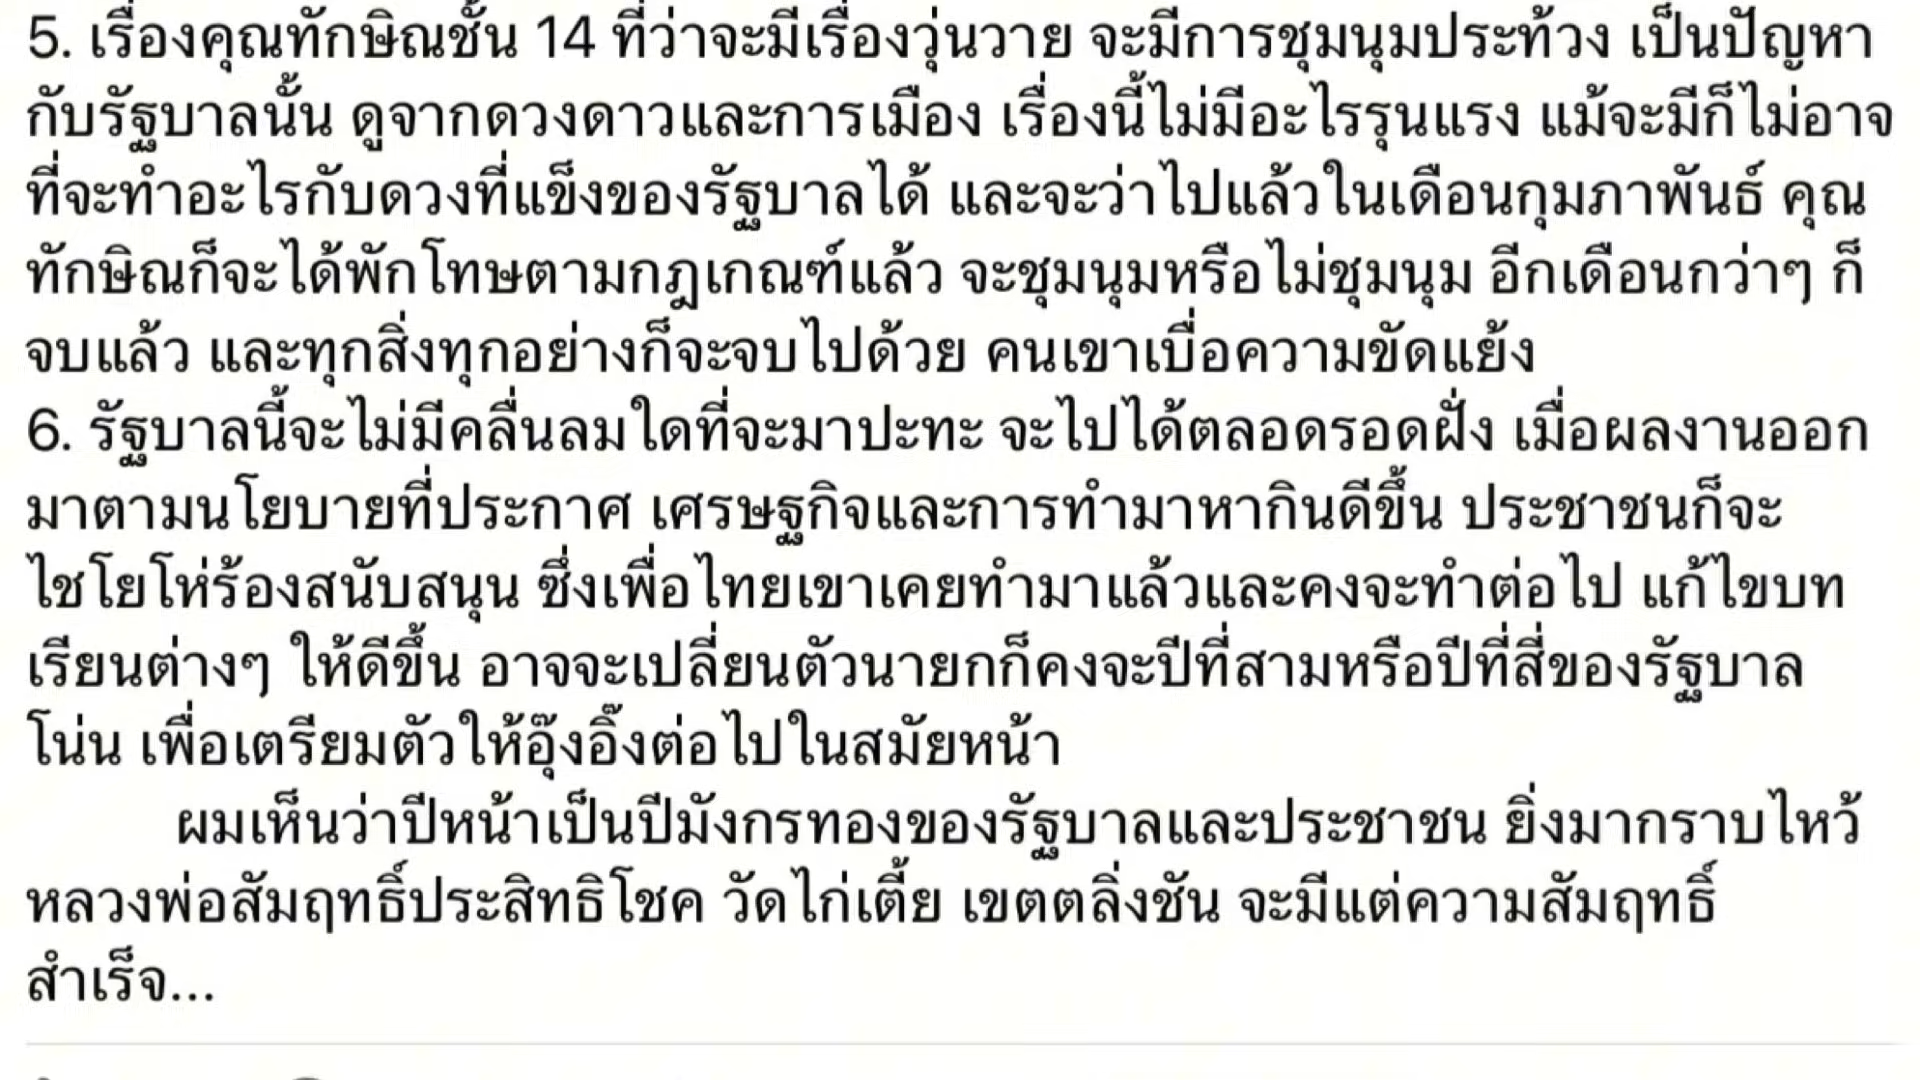 5. เรื่องคุณทักษิณชั้น 14 ที่ว่าจะมีเรื่องวุ่นวาย จะมีการชุมนุมประท้วง เป็นปัญหา
กับรัฐบาลนั้น ดูจากดวงดาวและการเมือง เรื่องนี้ไม่มีอะไรรุนแรง แม้จะมีก็ไม่อาจ
ที่จะทำอะไรกับดวงที่แข็งของรัฐบาลได้ และจะว่าไปแล้วในเดือนกุมภาพันธ์ คุณ
ทักษิณก็จะได้พักโทษตามกฎเกณฑ์แล้ว จะชุมนุมหรือไม่ชุมนุม อีกเดือนกว่าๆ ก็
จบแล้ว และทุกสิ่งทุกอย่างก็จะจบไปด้วย คนเขาเบื่อความขัดแย้ง
6. รัฐบาลนี้จะไม่มีคลื่นลมใดที่จะมาปะทะ จะไปได้ตลอดรอดฝั่ง เมื่อผลงานออก
มาตามนโยบายที่ประกาศ เศรษฐกิจและการทำมาหากินดีขึ้น ประชาชนก็จะ
ไชโยโห่ร้องสนับสนุน ซึ่งเพื่อไทยเขาเคยทำมาแล้วและคงจะทำต่อไป แก้ไขบท
เรียนต่างๆ ให้ดีขึ้น อาจจะเปลี่ยนตัวนายกก็คงจะปีที่สามหรือปีที่สี่ของรัฐบาล
โน่น เพื่อเตรียมตัวให้อุ๊งอิ๊งต่อไปในสมัยหน้า
ผมเห็นว่าปีหน้าเป็นปีมังกรทองของรัฐบาลและประชาชน ยิ่งมากราบไหว้
หลวงพ่อสัมฤทธิ์ประสิทธิโชค วัดไก่เตี้ย เขตตลิ่งชัน จะมีแต่ความสัมฤทธิ์
สำเร็จ...